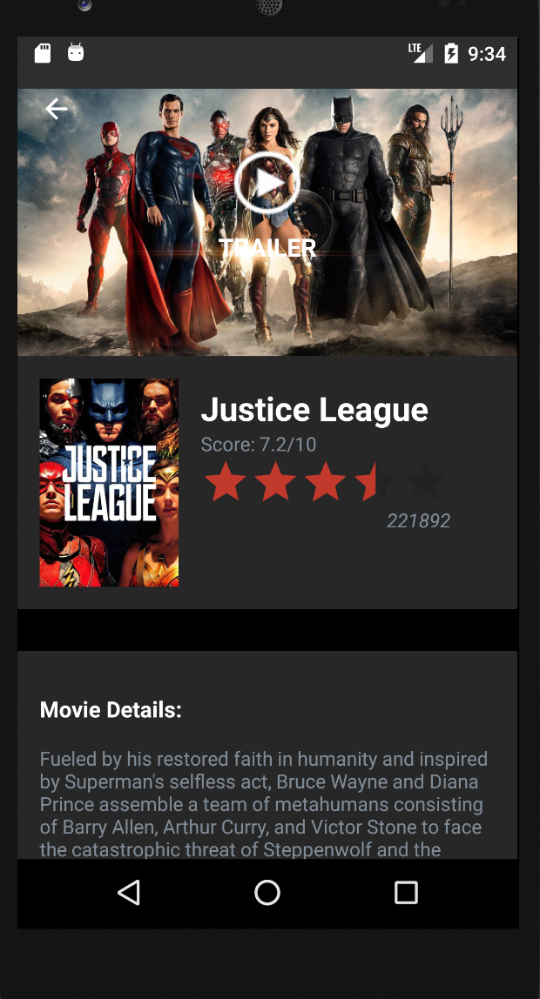 LTE
9:34
TRAILER
JUSTICE
LEAGUE
Justice League
Score: 7.2/10
221892
Movie Details:
Fueled by his restored faith in humanity and inspired
by Superman's selfless act, Bruce Wayne and Diana
Prince assemble a team of metahumans consisting
of Barry Allen, Arthur Curry, and Victor Stone to face
the catastrophic threat of Steppenwolf and the